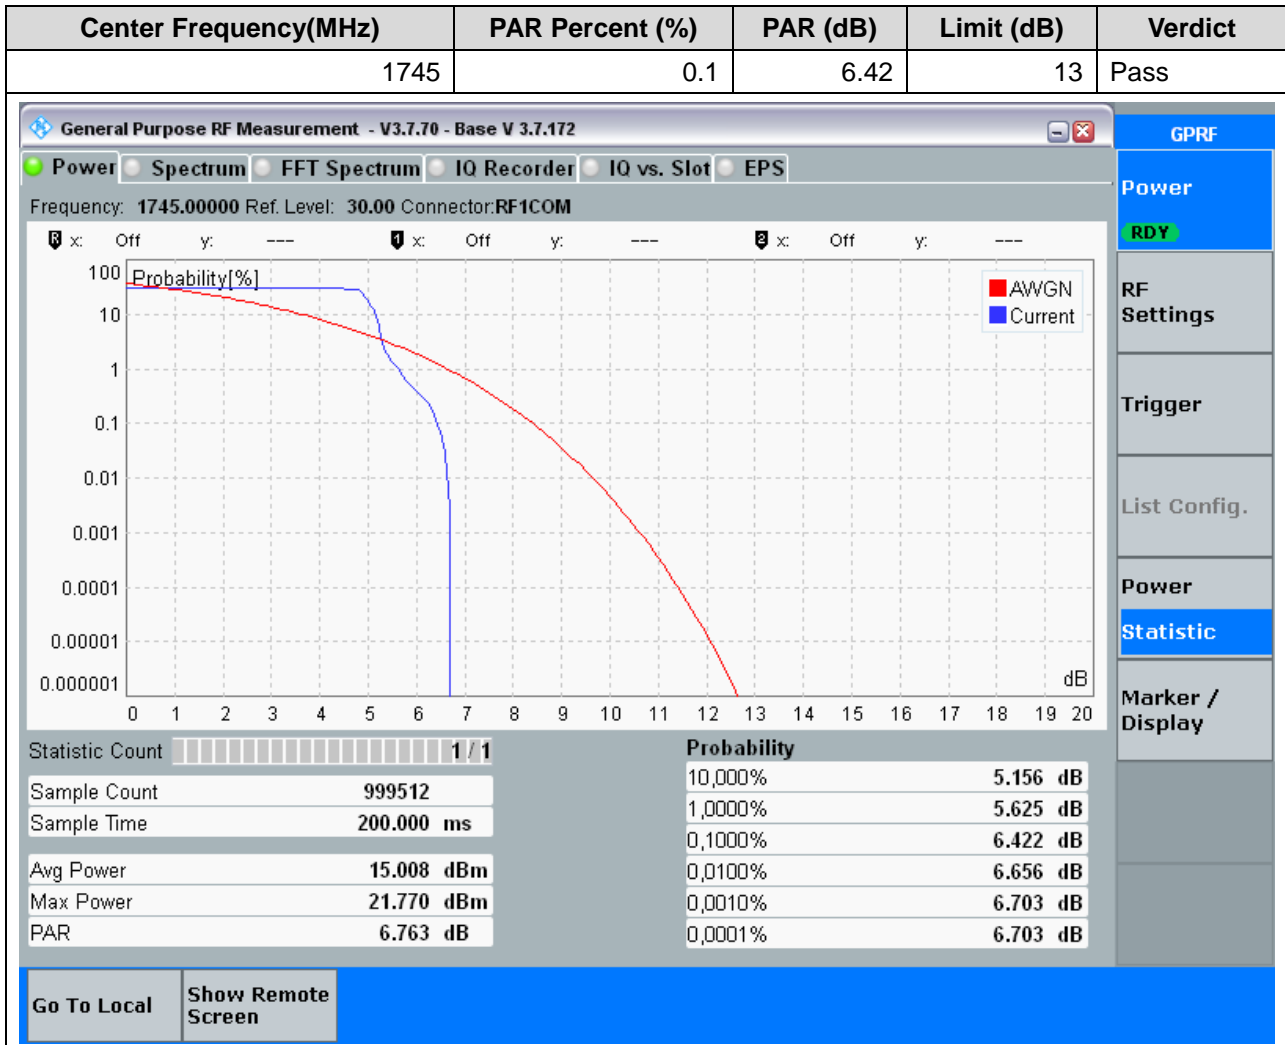 Center Frequency(MHz) PAR Percent (%) PAR (dB) Limit (dB) Verdict
1745 0.1 6.42 13 Pass
General Purpose RF Measurement - V3.7.70 - Base V 3.7.172
GPRF
Power Spectrum FFT Spectrum IQ Recorder IQ vs. Slot EPS
Frequency: 1745.00000 Ref. Level: 30.00 Connector:RF1COM
R x: Off y: --- 1 x: Off y: --- 2 x: Off y: ---
Probability[%]
AWGN
Current
100
10
1
0.1
0.01
0.001
0.0001
0.00001
0.000001
dB
0 1 2 3 4 5 6 7 8 9 10 11 12 13 14 15 16 17 18 19 20
Statistic Count 1 / 1
Sample Count 999512
Sample Time 200.000 ms
Avg Power 15.008 dBm
Max Power 21.770 dBm
PAR 6.763 dB
Probability
10,000% 5.156 dB
1,0000% 5.625 dB
0,1000% 6.422 dB
0,0100% 6.656 dB
0,0010% 6.703 dB
0,0001% 6.703 dB
Power
RDY
RF
Settings
Trigger
List Config.
Power
Statistic
Marker /
Display
Go To Local
Show Remote
Screen